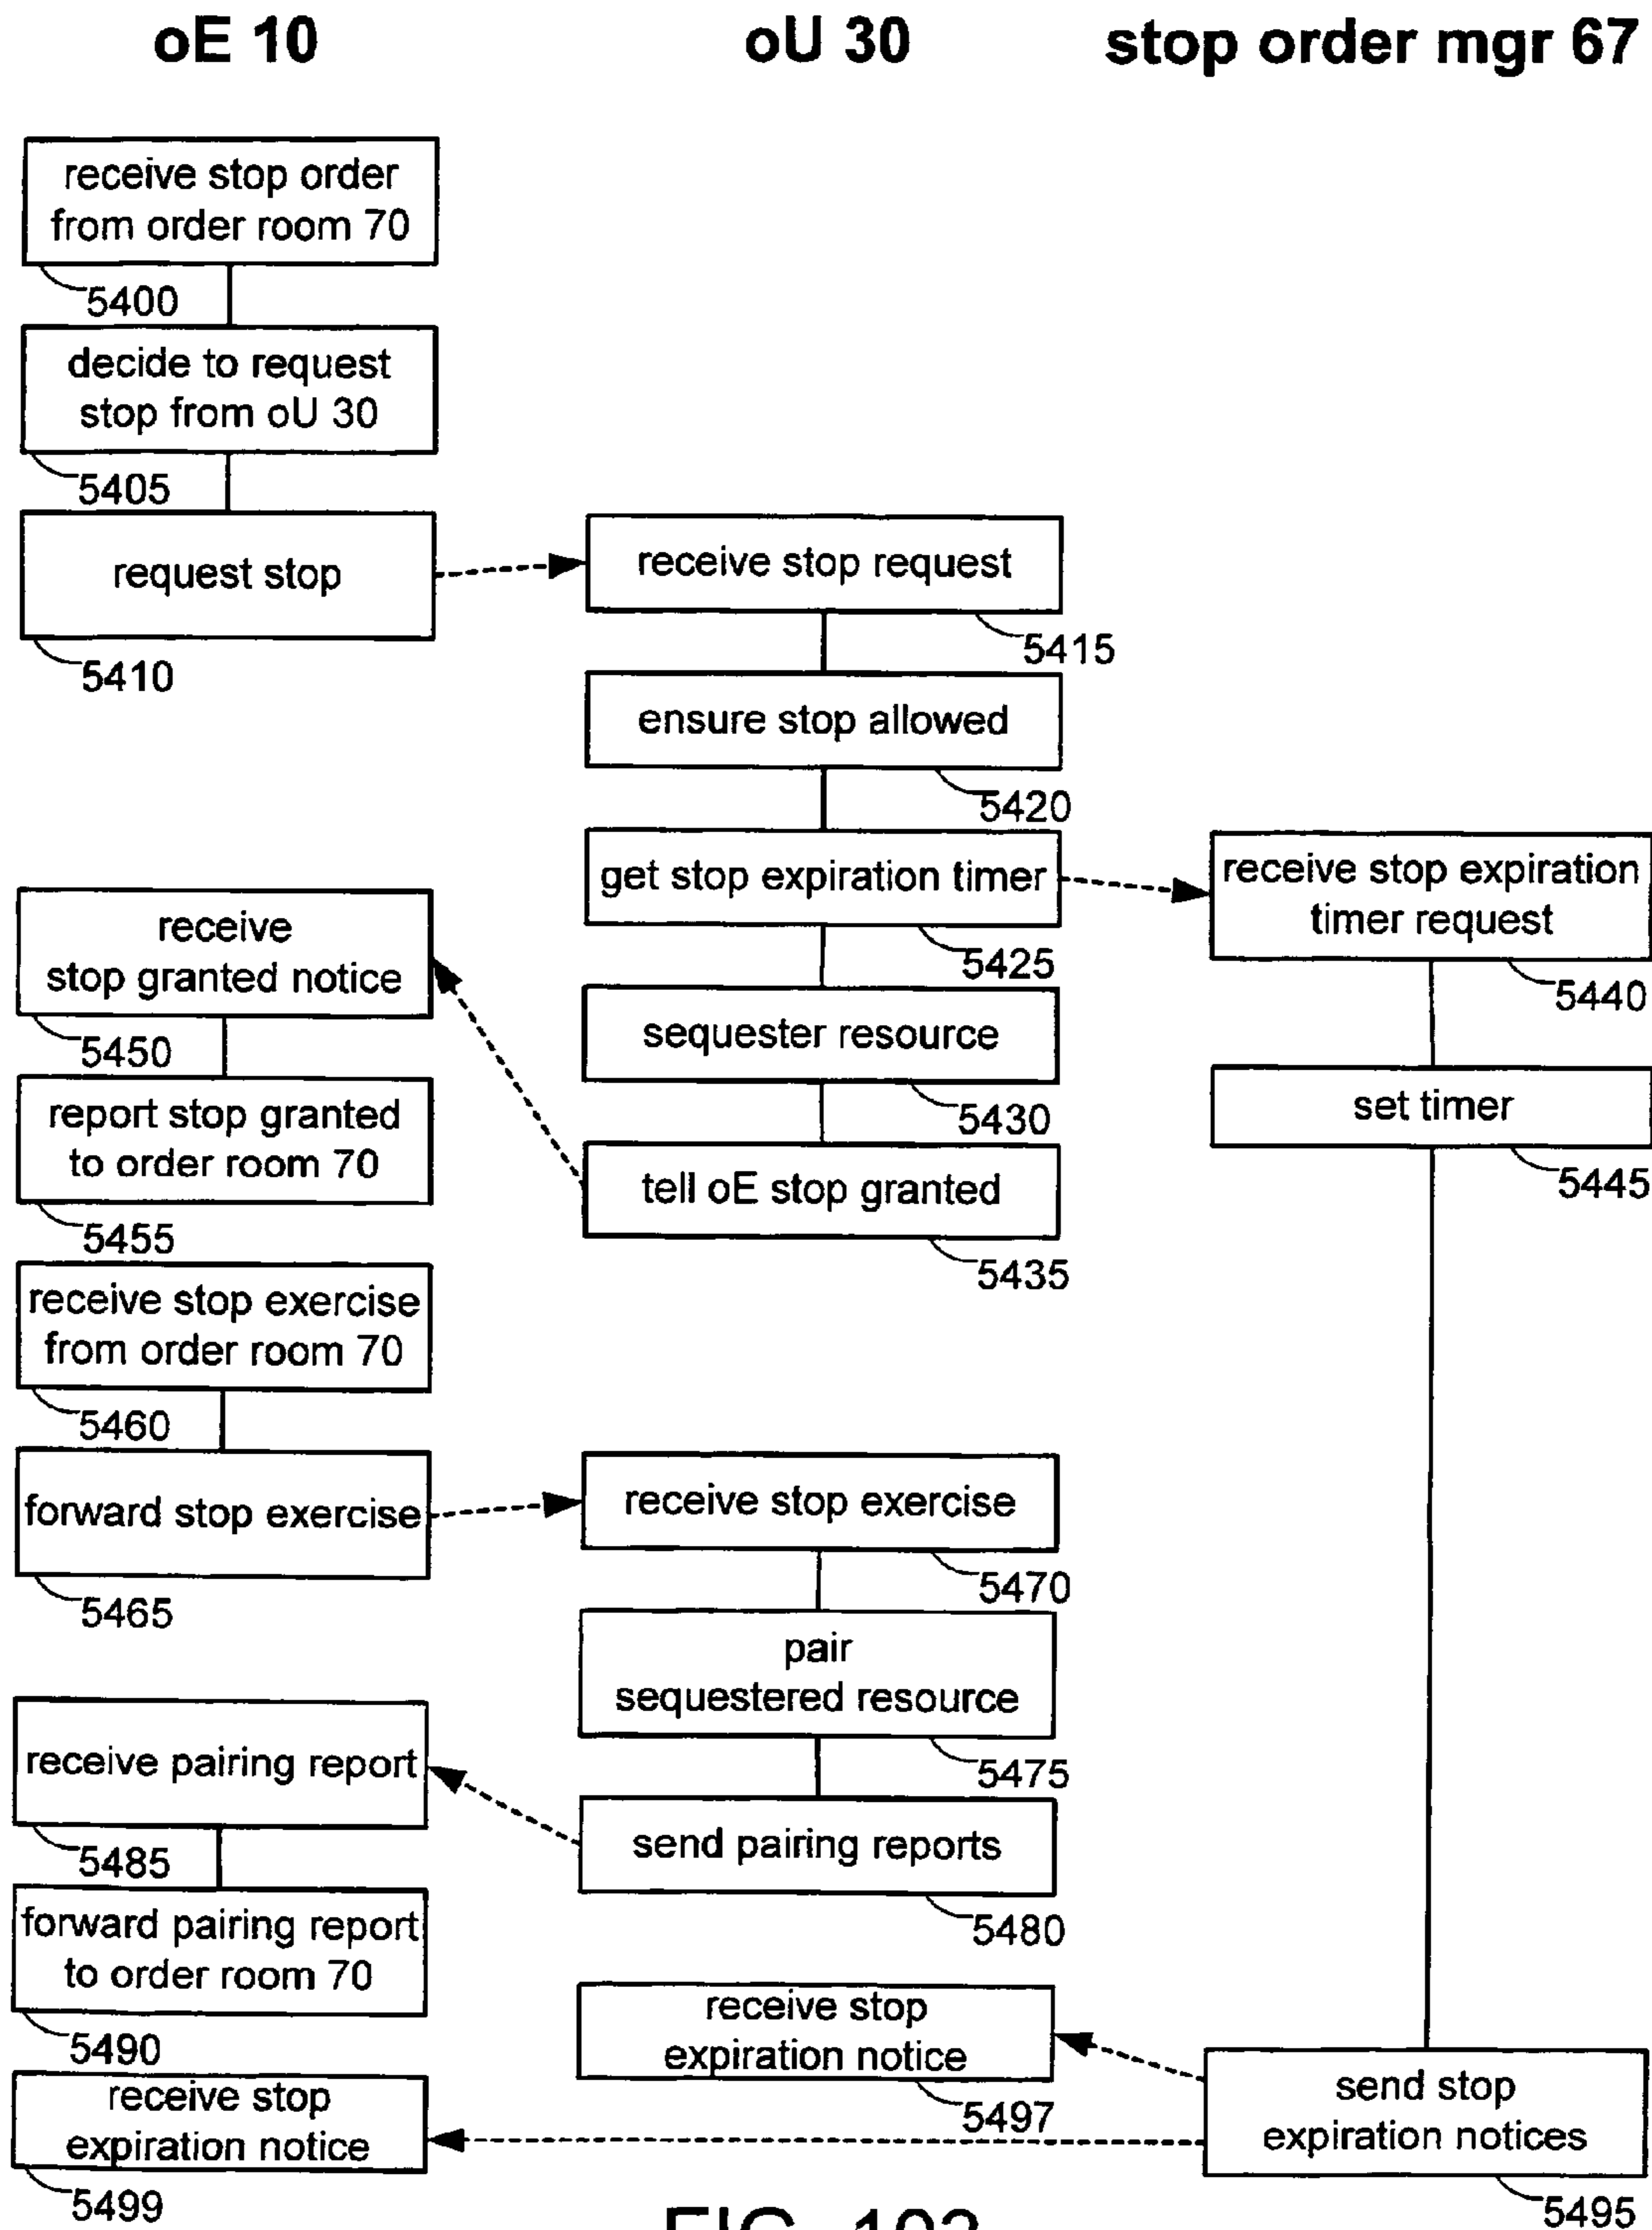 oE 10
oU 30
stop order mgr 67
receive stop order
from order room 70
5400
decide to request
stop from oU 30
5405
request stop
5410
receive stop request
5415
ensure stop allowed
5420
get stop expiration timer
5425
receive stop expiration
timer request
5440
sequester resource
5430
set timer
5445
tell oE stop granted
5435
receive
stop granted notice
5450
report stop granted
to order room 70
5455
receive stop exercise
from order room 70
5460
forward stop exercise
5465
receive stop exercise
5470
pair
sequestered resource
5475
send pairing reports
5480
receive pairing report
5485
forward pairing report
to order room 70
5490
send stop
expiration notices
5495
receive stop
expiration notice
5497
receive stop
expiration notice
5499
FIG. 103